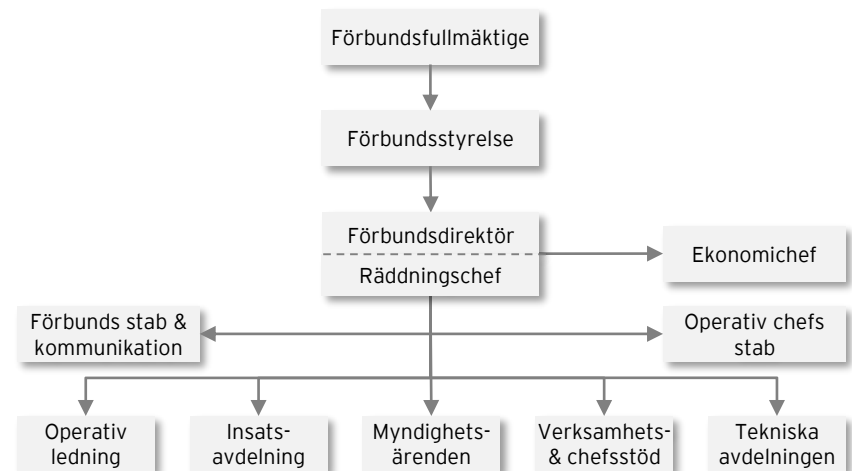 Förbundsfullmäktige
Förbundsstyrelse
Förbundsdirektör
Räddningschef
Ekonomichef
Förbunds stab &
kommunikation
Operativ chefs
stab
Operativ
ledning
Insats-
avdelning
Myndighets-
ärenden
Verksamhets-
& chefsstöd
Tekniska
avdelningen